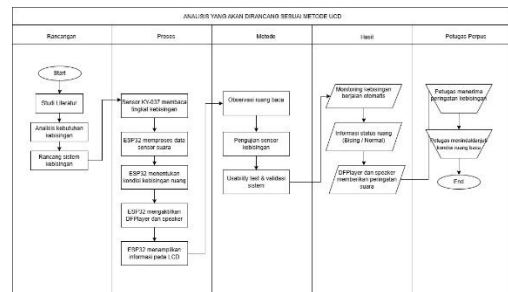 ANALISIS YANG AKAN DIRANCANG SESUAI METODE UCD
Rancangan
Proses
Metode
Hasil
Petugas Perpus
Start
Studi Literatur
Analisis kebutuhan
kebisingan
Rancang sistem
kebisingan
Sensor KY-037 membaca
tingkat kebisingan
ESP32 memproses data
sensor suara
ESP32 menentukan
kondisi kebisingan ruang
ESP32 mengaktifkan
DFPlayer dan speaker
ESP32 menampilkan
informasi pada LCD
Observasi ruang baca
Pengujian sensor
kebisingan
Usability test & validasi
sistem
Monitoring kebisingan
berjalan otomatis
Informasi status ruang
(Bising / Normal)
DFPlayer dan speaker
memberikan peringatan
suara
Petugas menerima
peringatan kebisingan
Petugas menindaklanjuti
kondisi ruang baca
End